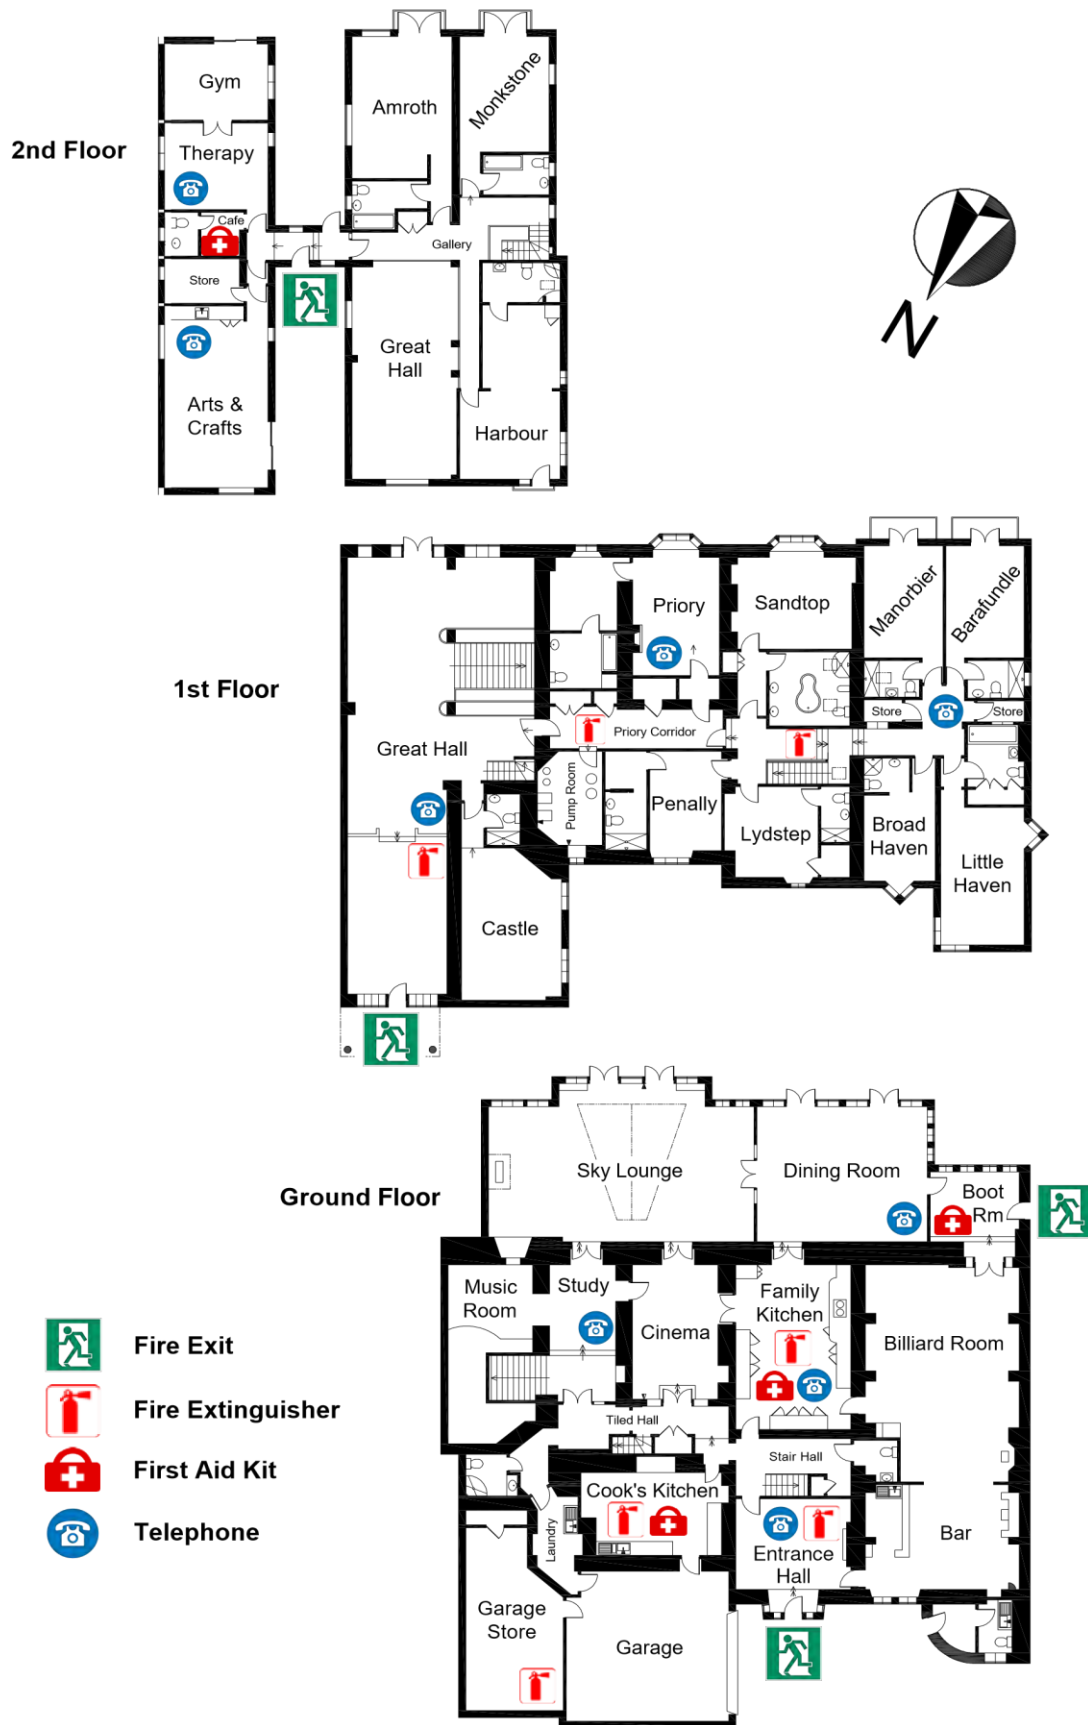 2nd Floor
Gym
Therapy
Cafe
Store
Arts &
Crafts
Amroth
Monkstone
Gallery
Great
Hall
Harbour
N
1st Floor
Priory
Sandtop
Manorbier
Barafundle
Store
Store
Priory Corridor
Great Hall
Pump Room
Penally
Lydstep
Broad
Haven
Little
Haven
Castle
Ground Floor
Sky Lounge
Dining Room
Boot
Rm
Music
Room
Study
Cinema
Family
Kitchen
Billiard Room
Tiled Hall
Stair Hall
Cook's Kitchen
Laundry
Entrance
Hall
Bar
Garage
Store
Garage
Fire Exit
Fire Extinguisher
First Aid Kit
Telephone